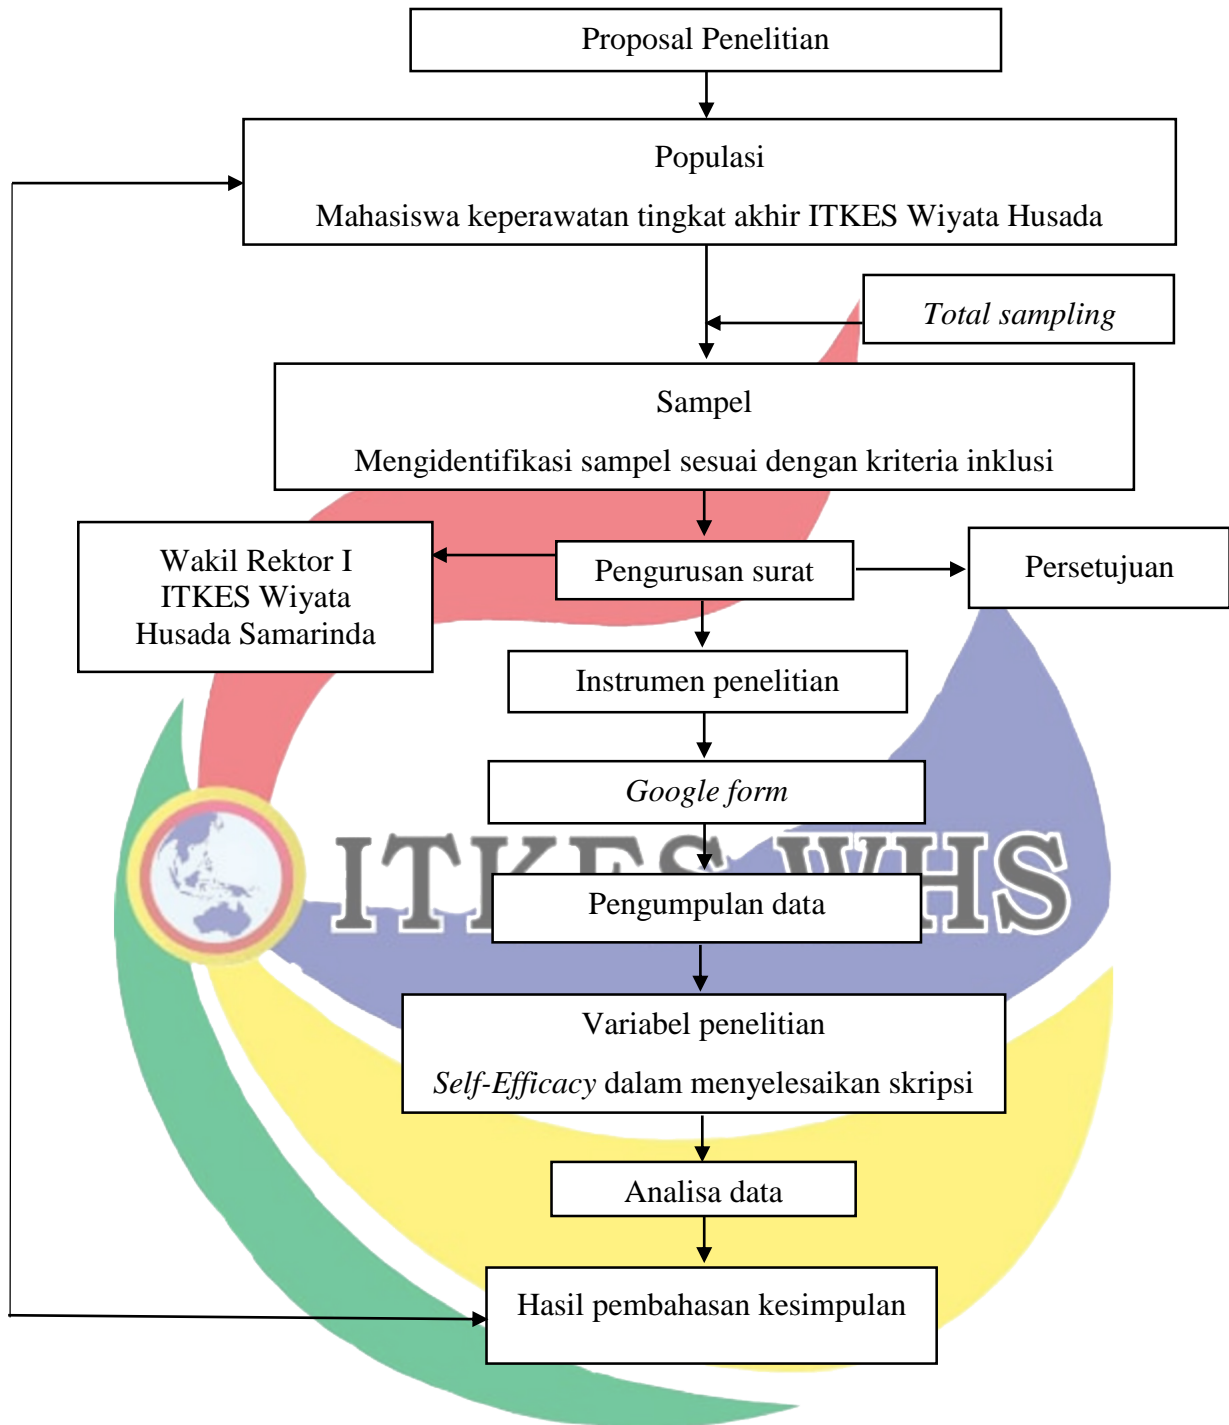 Proposal Penelitian
Populasi
Mahasiswa keperawatan tingkat akhir ITKES Wiyata Husada
Total sampling
Sampel
Mengidentifikasi sampel sesuai dengan kriteria inklusi
Wakil Rektor I
ITKES Wiyata
Husada Samarinda
Pengurusan surat
Persetujuan
Instrumen penelitian
Google form
ITKES WHS
Pengumpulan data
Variabel penelitian
Self-Efficacy dalam menyelesaikan skripsi
Analisa data
Hasil pembahasan kesimpulan